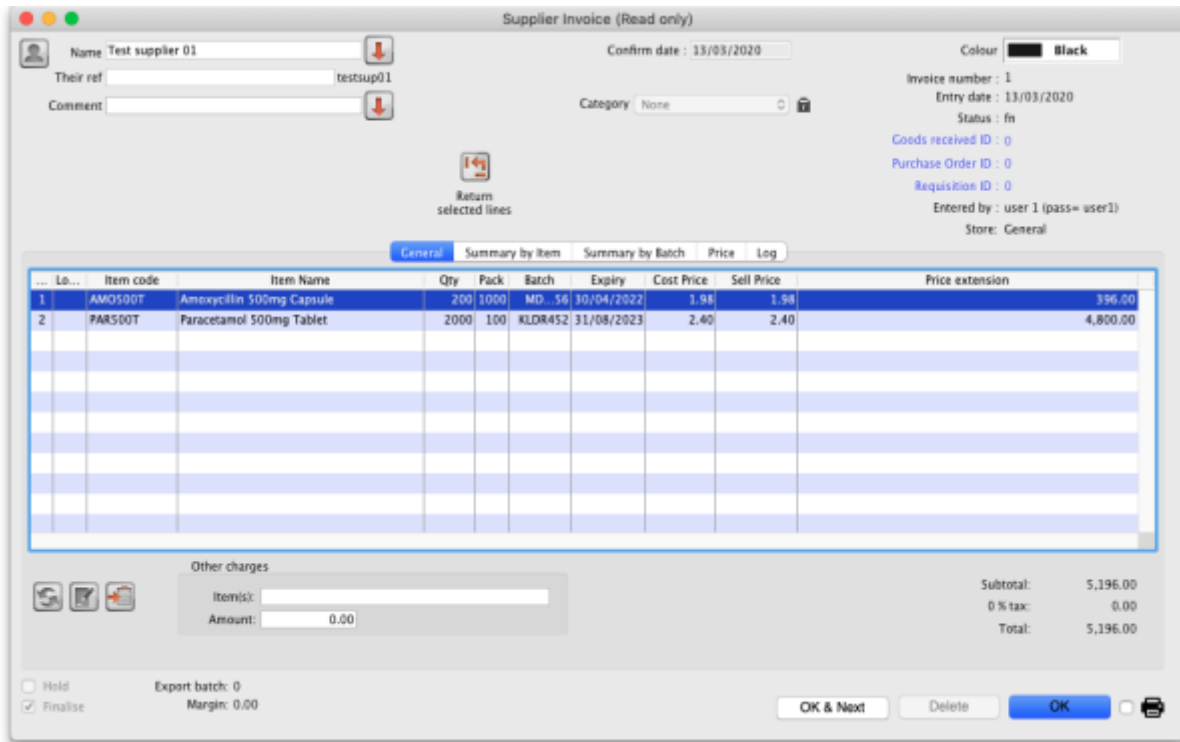 Supplier Invoice (Read only)
Name Test supplier 01
Confirm date : 13/03/2020
Colour Black
Their ref testsup01
Invoice number : 1
Comment
Category None
Entry date : 13/03/2020
Status : fn
Goods received ID : 0
Purchase Order ID : 0
Requisition ID : 0
Return
selected lines
Entered by : user 1 (pass= user1)
Store: General
General Summary by Item Summary by Batch Price Log
... Lo... Item code Item Name Qty Pack Batch Expiry Cost Price Sell Price Price extension
1 AMO500T Amoxycillin 500mg Capsule 200 1000 MD...56 30/04/2022 1.98 1.98 396.00
2 PAR500T Paracetamol 500mg Tablet 2000 100 KLDR452 31/08/2023 2.40 2.40 4,800.00
Other charges
Item(s):
Amount: 0.00
Subtotal: 5,196.00
0 % tax: 0.00
Total: 5,196.00
Hold Export batch: 0
Finalise Margin: 0.00
OK & Next Delete OK